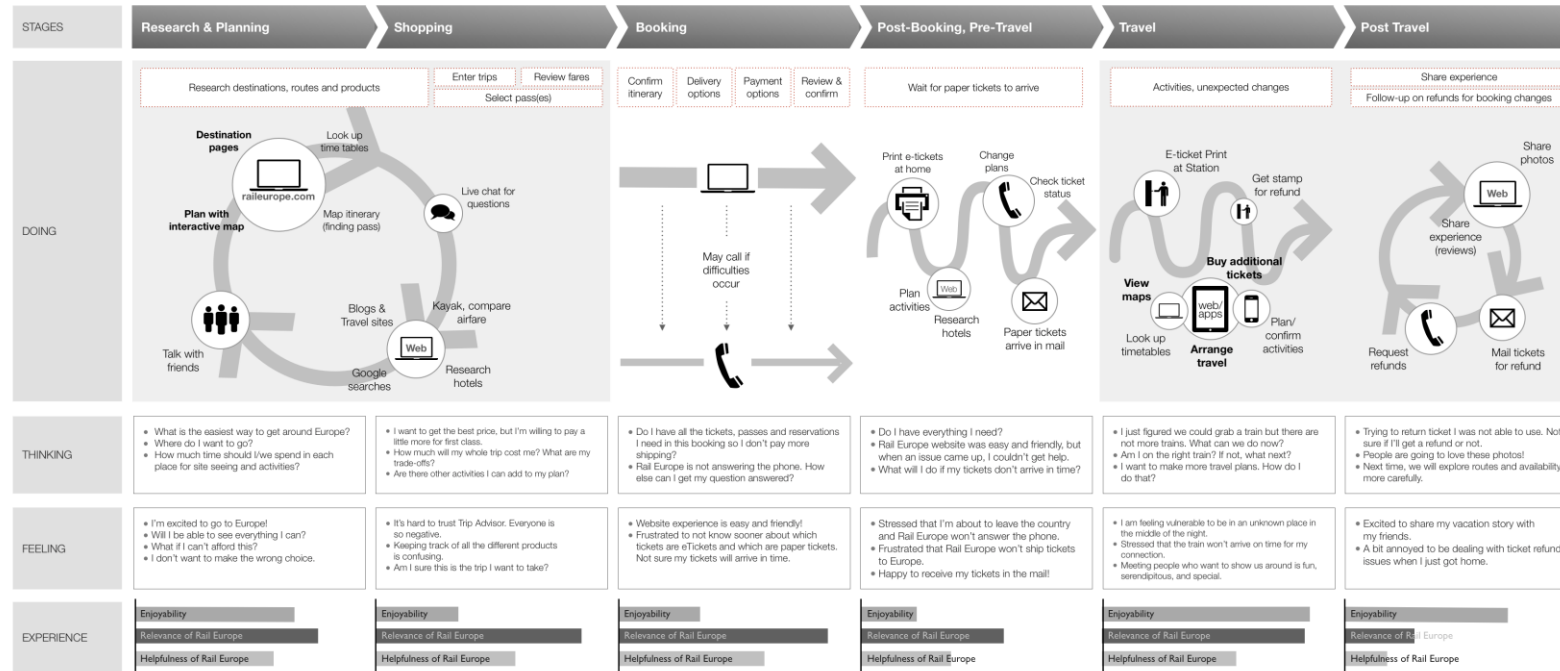 STAGES
Research & Planning
Shopping
Booking
Post-Booking, Pre-Travel
Travel
Post Travel
DOING
Research destinations, routes and products
Enter trips
Review fares
Select pass(es)
Confirm
itinerary
Delivery
options
Payment
options
Review &
confirm
Wait for paper tickets to arrive
Activities, unexpected changes
Share experience
Follow-up on refunds for booking changes
Destination
pages
Look up
time tables
raileurope.com
Live chat for
questions
Plan with
interactive map
Map itinerary
(finding pass)
Blogs &
Travel sites
Kayak, compare
airfare
Web
Talk with
friends
Google
searches
Research
hotels
May call if
difficulties
occur
Print e-tickets
at home
Change
plans
Check ticket
status
Plan
activities
Web
Research
hotels
Paper tickets
arrive in mail
E-ticket Print
at Station
Get stamp
for refund
Buy additional
tickets
View
maps
web/
apps
Look up
timetables
Plan/
confirm
activities
Arrange
travel
Share
photos
Web
Share
experience
(reviews)
Request
refunds
Mail tickets
for refund
THINKING
• What is the easiest way to get around Europe?
• Where do I want to go?
• How much time should I/we spend in each
place for site seeing and activities?
• I want to get the best price, but I'm willing to pay a
little more for first class.
• How much will my whole trip cost me? What are my
trade-offs?
• Are there other activities I can add to my plan?
• Do I have all the tickets, passes and reservations
I need in this booking so I don't pay more
shipping?
• Rail Europe is not answering the phone. How
else can I get my question answered?
• Do I have everything I need?
• Rail Europe website was easy and friendly, but
when an issue came up, I couldn't get help.
• What will I do if my tickets don't arrive in time?
• I just figured we could grab a train but there are
not more trains. What can we do now?
• Am I on the right train? If not, what next?
• I want to make more travel plans. How do I
do that?
• Trying to return ticket I was not able to use. Not
sure if I'll get a refund or not.
• People are going to love these photos!
• Next time, we will explore routes and availability
more carefully.
FEELING
• I'm excited to go to Europe!
• Will I be able to see everything I can?
• What if I can't afford this?
• I don't want to make the wrong choice.
• It's hard to trust Trip Advisor. Everyone is
so negative.
• Keeping track of all the different products
is confusing.
• Am I sure this is the trip I want to take?
• Website experience is easy and friendly!
• Frustrated to not know sooner about which
tickets are eTickets and which are paper tickets.
Not sure my tickets will arrive in time.
• Stressed that I'm about to leave the country
and Rail Europe won't answer the phone.
• Frustrated that Rail Europe won't ship tickets
to Europe.
• Happy to receive my tickets in the mail!
• I am feeling vulnerable to be in an unknown place in
the middle of the night.
• Stressed that the train won't arrive on time for my
connection.
• Meeting people who want to show us around is fun,
serendipitous, and special.
• Excited to share my vacation story with
my friends.
• A bit annoyed to be dealing with ticket refund
issues when I just got home.
EXPERIENCE
Enjoyability
Relevance of Rail Europe
Helpfulness of Rail Europe
Enjoyability
Relevance of Rail Europe
Helpfulness of Rail Europe
Enjoyability
Relevance of Rail Europe
Helpfulness of Rail Europe
Enjoyability
Relevance of Rail Europe
Helpfulness of Rail Europe
Enjoyability
Relevance of Rail Europe
Helpfulness of Rail Europe
Enjoyability
Relevance of Rail Europe
Helpfulness of Rail Europe